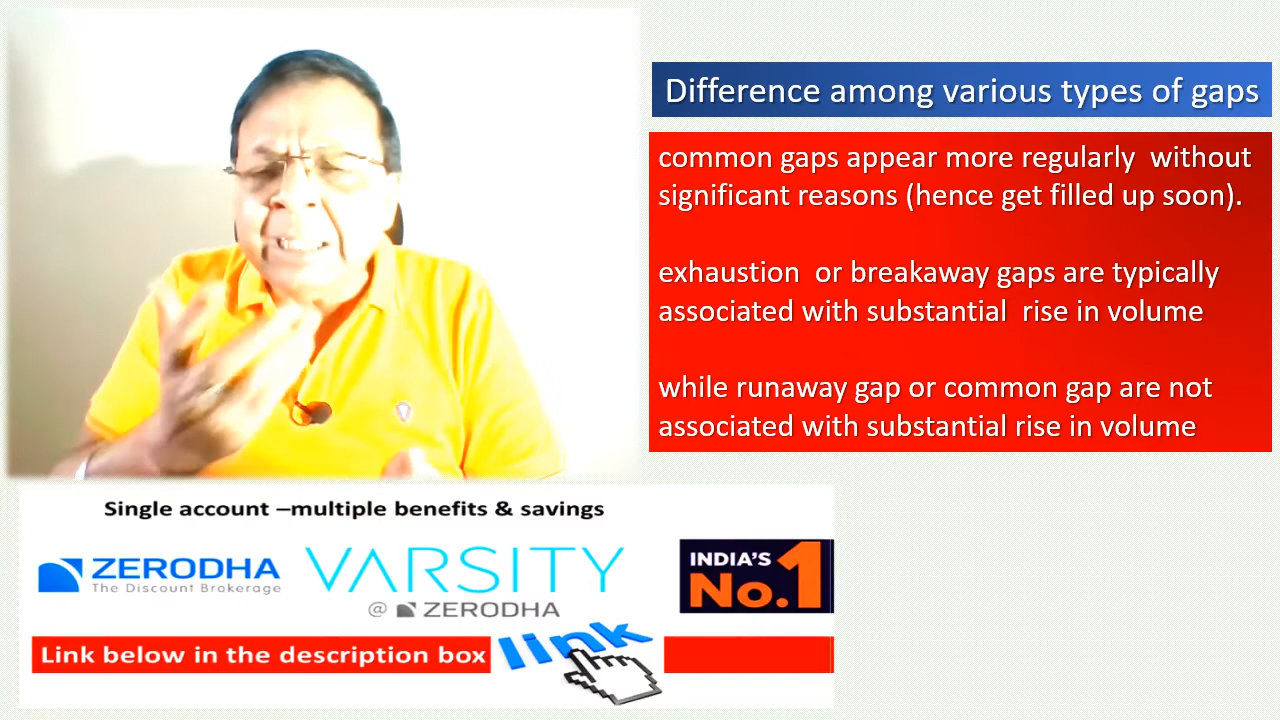 Difference among various types of gaps
common gaps appear more regularly without
significant reasons (hence get filled up soon).
exhaustion or breakaway gaps are typically
associated with substantial rise in volume
while runaway gap or common gap are not
associated with substantial rise in volume
Single account –multiple benefits & savings
ZERODHA
The Discount Brokerage
VARSITY
@ ZERODHA
INDIA'S
No.1
Link below in the description box
link